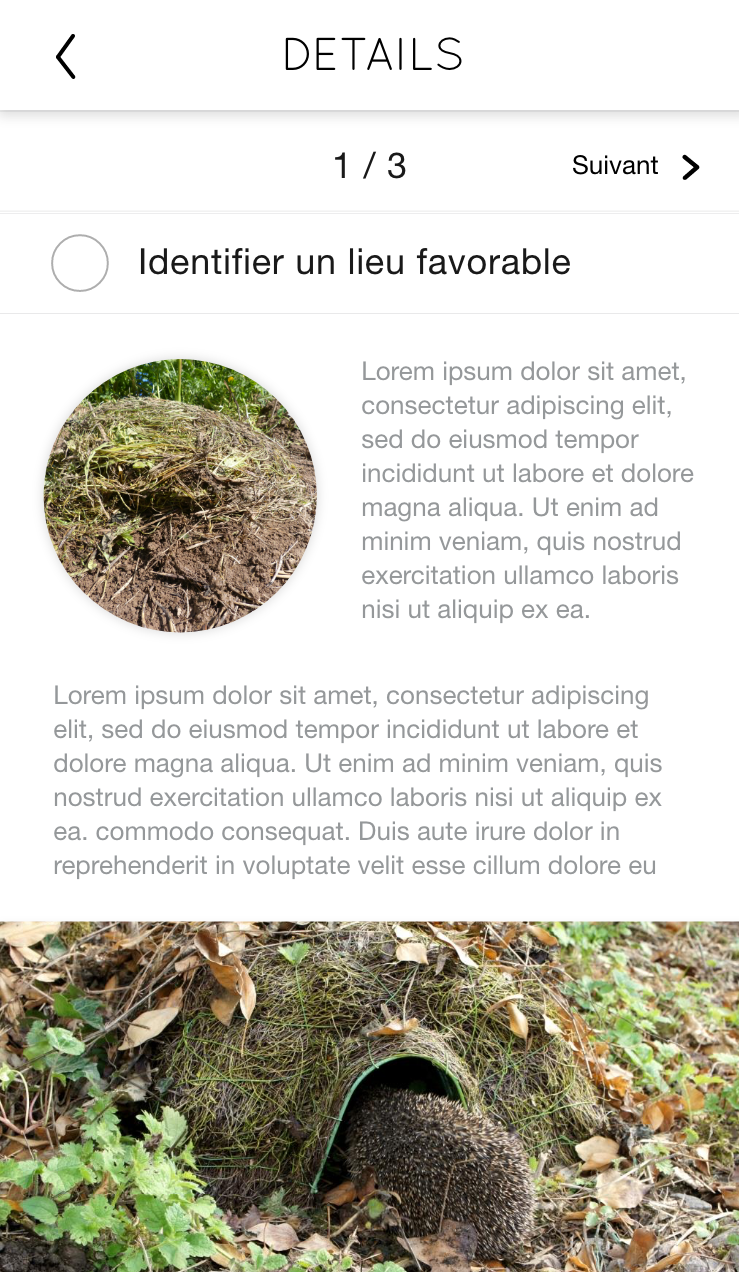 DETAILS
1 / 3
Suivant
Identifier un lieu favorable
Lorem ipsum dolor sit amet,
consectetur adipiscing elit,
sed do eiusmod tempor
incididunt ut labore et dolore
magna aliqua. Ut enim ad
minim veniam, quis nostrud
exercitation ullamco laboris
nisi ut aliquip ex ea.
Lorem ipsum dolor sit amet, consectetur adipiscing
elit, sed do eiusmod tempor incididunt ut labore et
dolore magna aliqua. Ut enim ad minim veniam, quis
nostrud exercitation ullamco laboris nisi ut aliquip ex
ea. commodo consequat. Duis aute irure dolor in
reprehenderit in voluptate velit esse cillum dolore eu